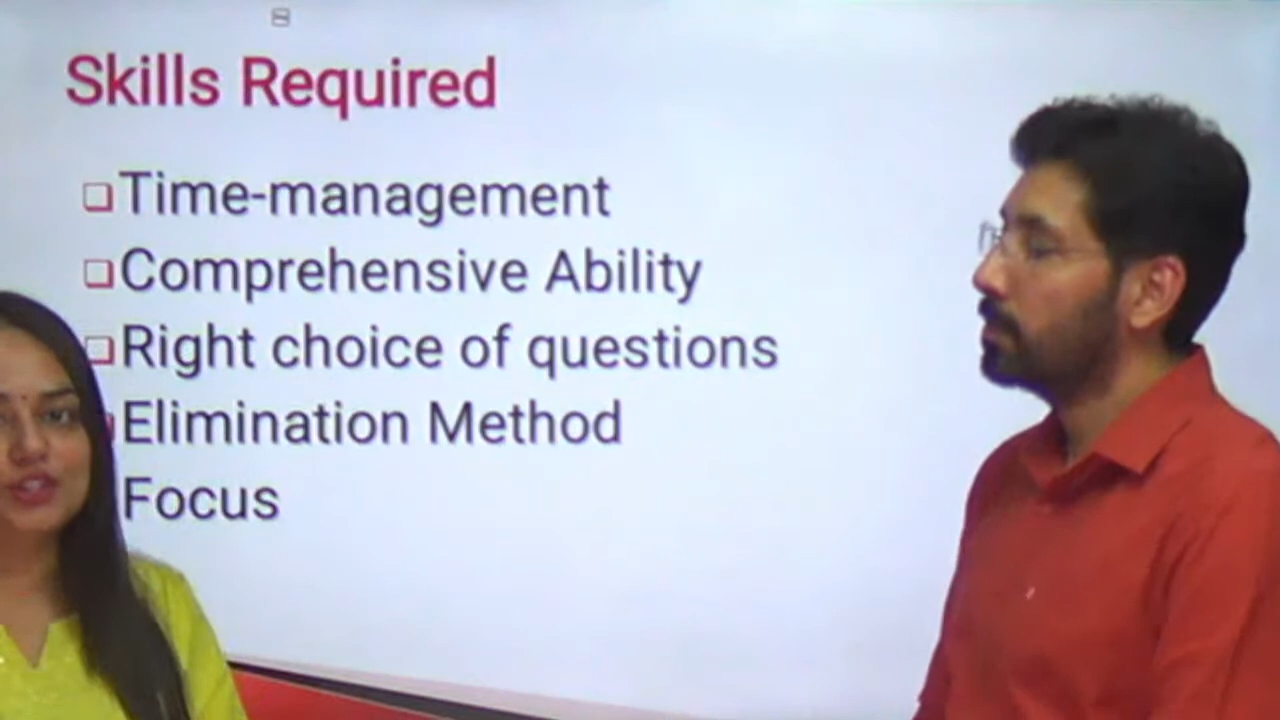 Skills Required
Time-management
Comprehensive Ability
Right choice of questions
Elimination Method
Focus